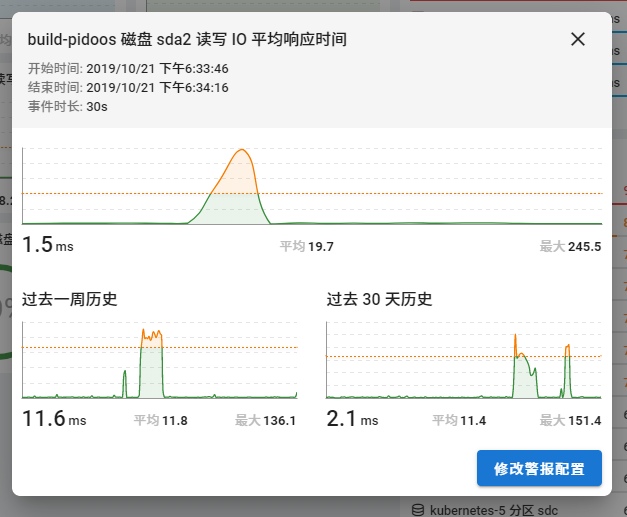 build-pidoos 磁盘 sda2 读写 IO 平均响应时间
开始时间: 2019/10/21 下午6:33:46
结束时间: 2019/10/21 下午6:34:16
事件时长: 30s
1.5 ms 平均 19.7 最大 245.5
过去一周历史
11.6 ms 平均 11.8 最大 136.1
过去 30 天历史
2.1 ms 平均 11.4 最大 151.4
修改警报配置
kubernetes-5 分区 sdc